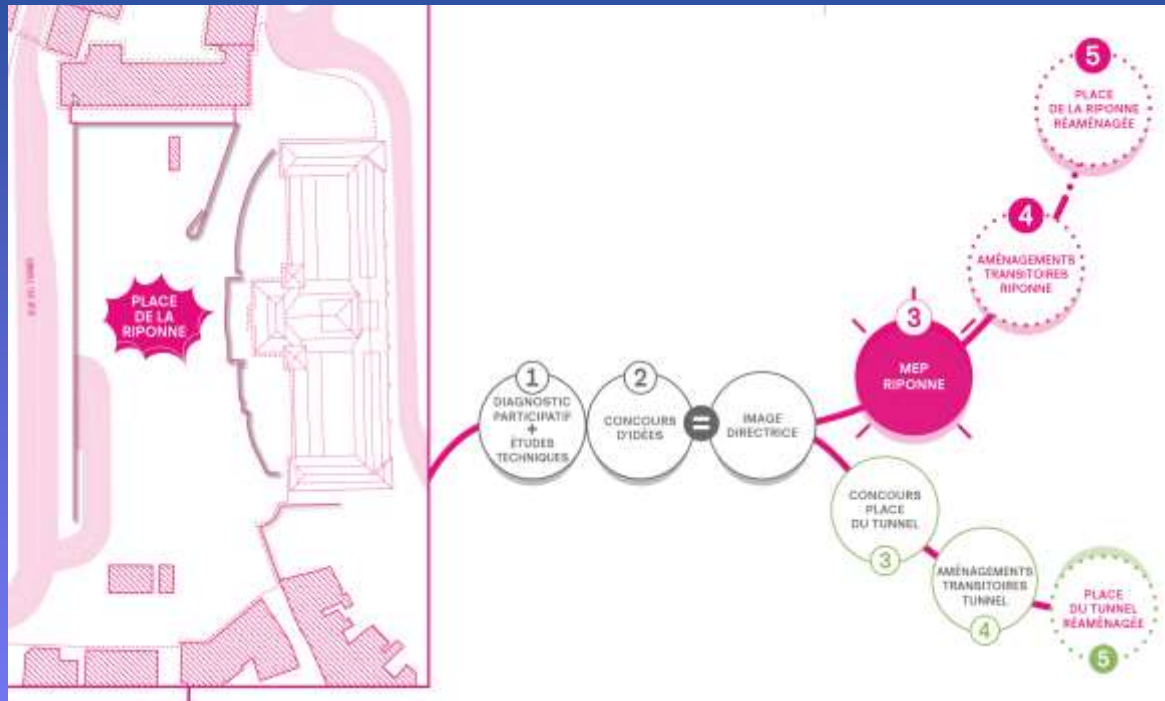 PLACE
DE LA
RIPONNE
1
DIAGNOSTIC
PARTICIPATIF
+
ÉTUDES
TECHNIQUES
2
CONCOURS
D'IDÉES
=
IMAGE
DIRECTRICE
3
MEP
RIPONNE
4
AMÉNAGEMENTS
TRANSITOIRES
RIPONNE
5
PLACE
DE LA RIPONNE
RÉAMÉNAGÉE
CONCOURS
PLACE
DU TUNNEL
3
AMÉNAGEMENTS
TRANSITOIRES
TUNNEL
4
PLACE
DU TUNNEL
RÉAMÉNAGÉE
5